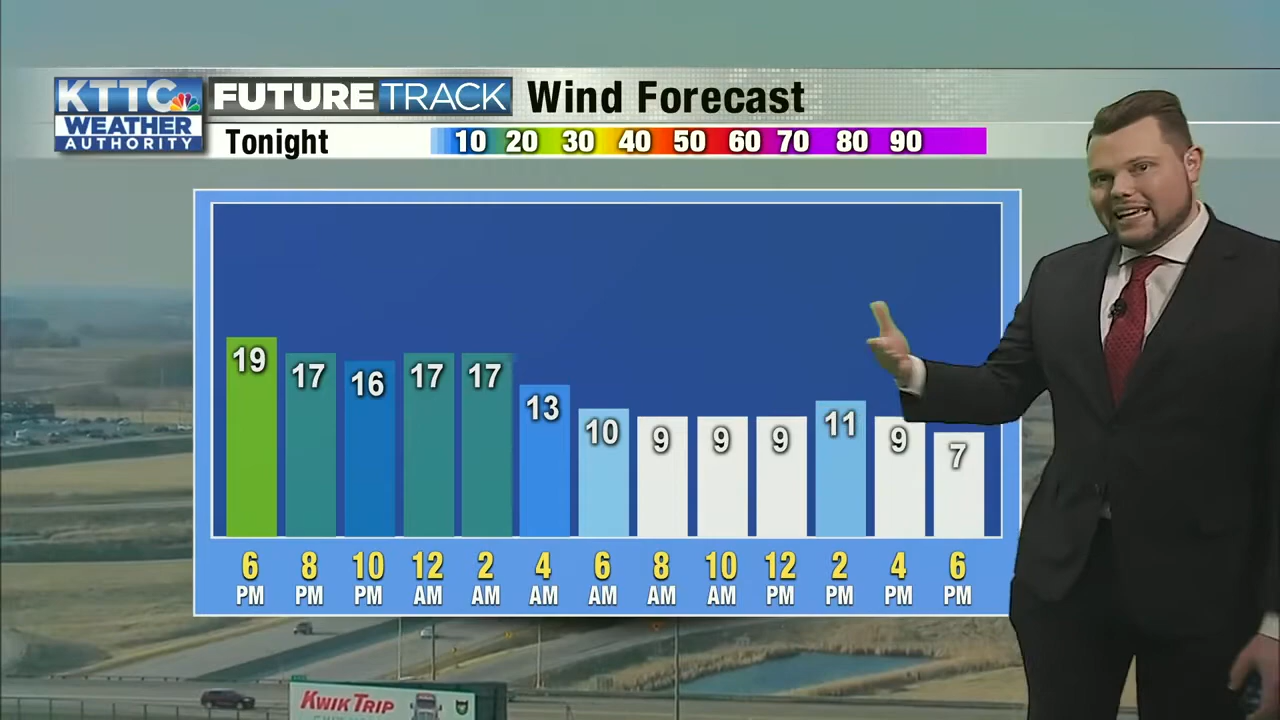 KTTC
WEATHER
AUTHORITY
FUTURETRACK
Wind Forecast
Tonight
10 20 30 40 50 60 70 80 90
19 17 16 17 17 13 10 9 9 9 11 9 7
6 8 10 12 2 4 6 8 10 12 2 4 6
PM PM PM AM AM AM AM AM AM PM PM PM PM
KWIK TRIP